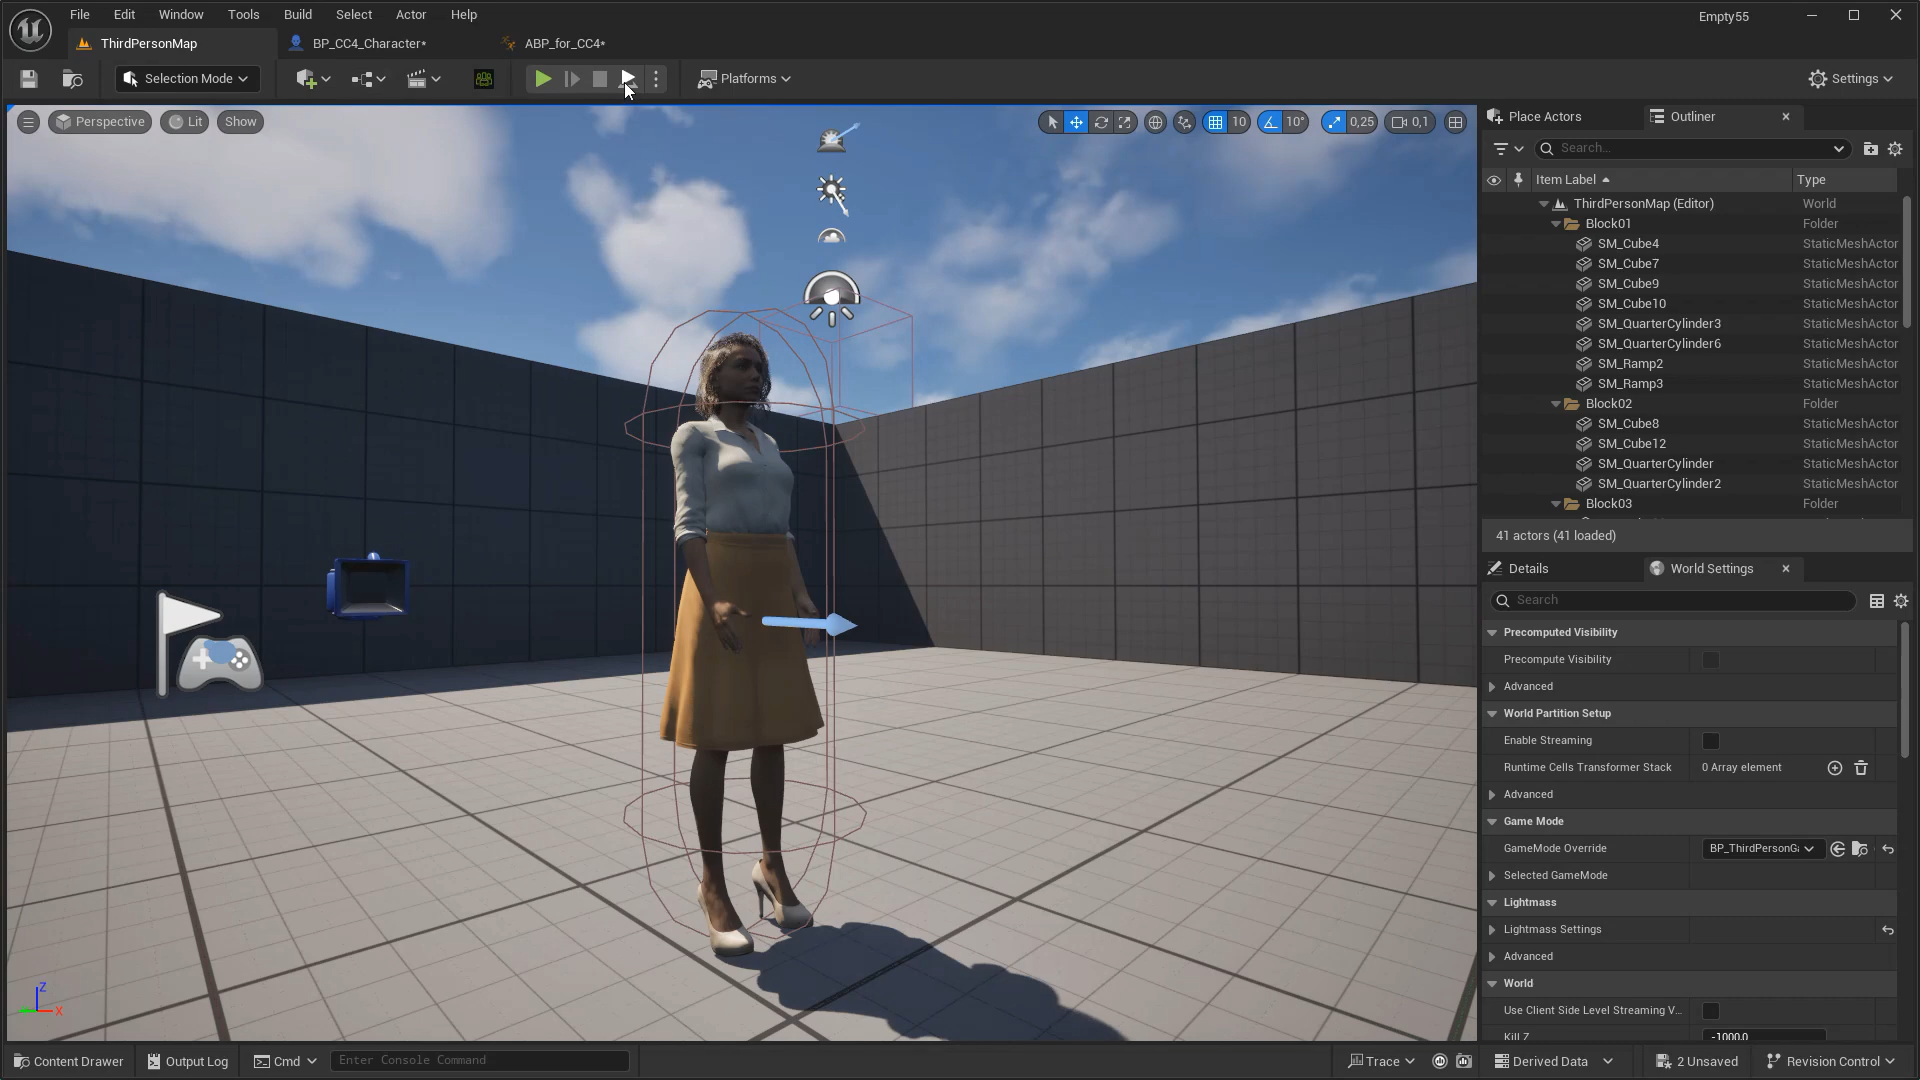 File Edit Window Tools Build Select Actor Help
Empty55
ThirdPersonMap
BP_CC4_Character*
ABP_for_CC4*
Selection Mode
Platforms
Settings
Perspective
Lit
Show
10
10°
0,25
0,1
Place Actors
Outliner
Search...
Item Label
Type
ThirdPersonMap (Editor) World
Block01 Folder
SM_Cube4 StaticMeshActor
SM_Cube7 StaticMeshActor
SM_Cube9 StaticMeshActor
SM_Cube10 StaticMeshActor
SM_QuarterCylinder3 StaticMeshActor
SM_QuarterCylinder6 StaticMeshActor
SM_Ramp2 StaticMeshActor
SM_Ramp3 StaticMeshActor
Block02 Folder
SM_Cube8 StaticMeshActor
SM_Cube12 StaticMeshActor
SM_QuarterCylinder StaticMeshActor
SM_QuarterCylinder2 StaticMeshActor
Block03 Folder
41 actors (41 loaded)
Details
World Settings
Search
Precomputed Visibility
Precompute Visibility
Advanced
World Partition Setup
Enable Streaming
Runtime Cells Transformer Stack 0 Array element
Advanced
Game Mode
GameMode Override BP_ThirdPersonGa
Selected GameMode
Lightmass
Lightmass Settings
Advanced
World
Use Client Side Level Streaming V...
Kill Z -1000.0
Z
X
Content Drawer
Output Log
Cmd
Enter Console Command
Trace
Derived Data
2 Unsaved
Revision Control